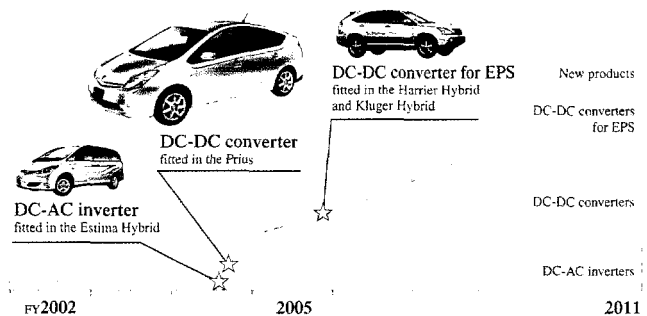 DC-DC converter for EPS
fitted in the Harrier Hybrid
and Kluger Hybrid
New products
DC-DC converters
for EPS
DC-DC converter
fitted in the Prius
DC-AC inverter
fitted in the Estima Hybrid
DC-DC converters
DC-AC inverters
FY2002
2005
2011